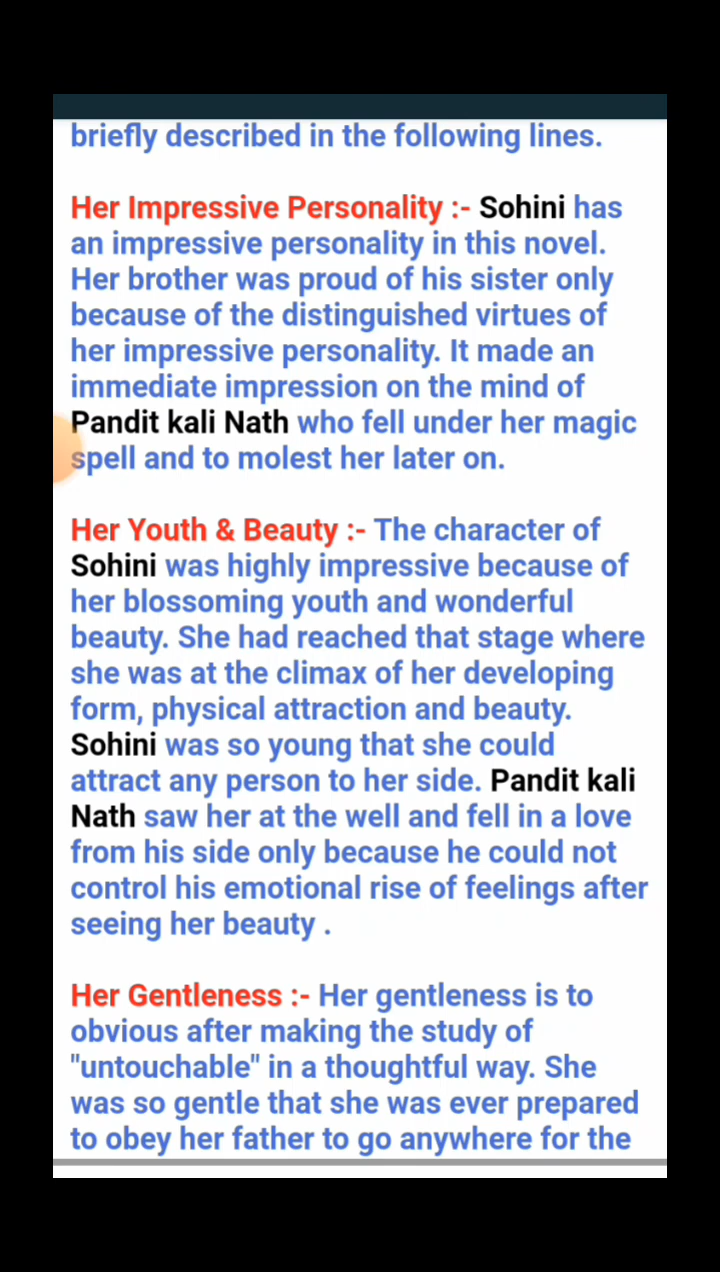 briefly described in the following lines.
Her Impressive Personality :- Sohini has
an impressive personality in this novel.
Her brother was proud of his sister only
because of the distinguished virtues of
her impressive personality. It made an
immediate impression on the mind of
Pandit kali Nath who fell under her magic
spell and to molest her later on.
Her Youth & Beauty :- The character of
Sohini was highly impressive because of
her blossoming youth and wonderful
beauty. She had reached that stage where
she was at the climax of her developing
form, physical attraction and beauty.
Sohini was so young that she could
attract any person to her side. Pandit kali
Nath saw her at the well and fell in a love
from his side only because he could not
control his emotional rise of feelings after
seeing her beauty .
Her Gentleness :- Her gentleness is to
obvious after making the study of
"untouchable" in a thoughtful way. She
was so gentle that she was ever prepared
to obey her father to go anywhere for the